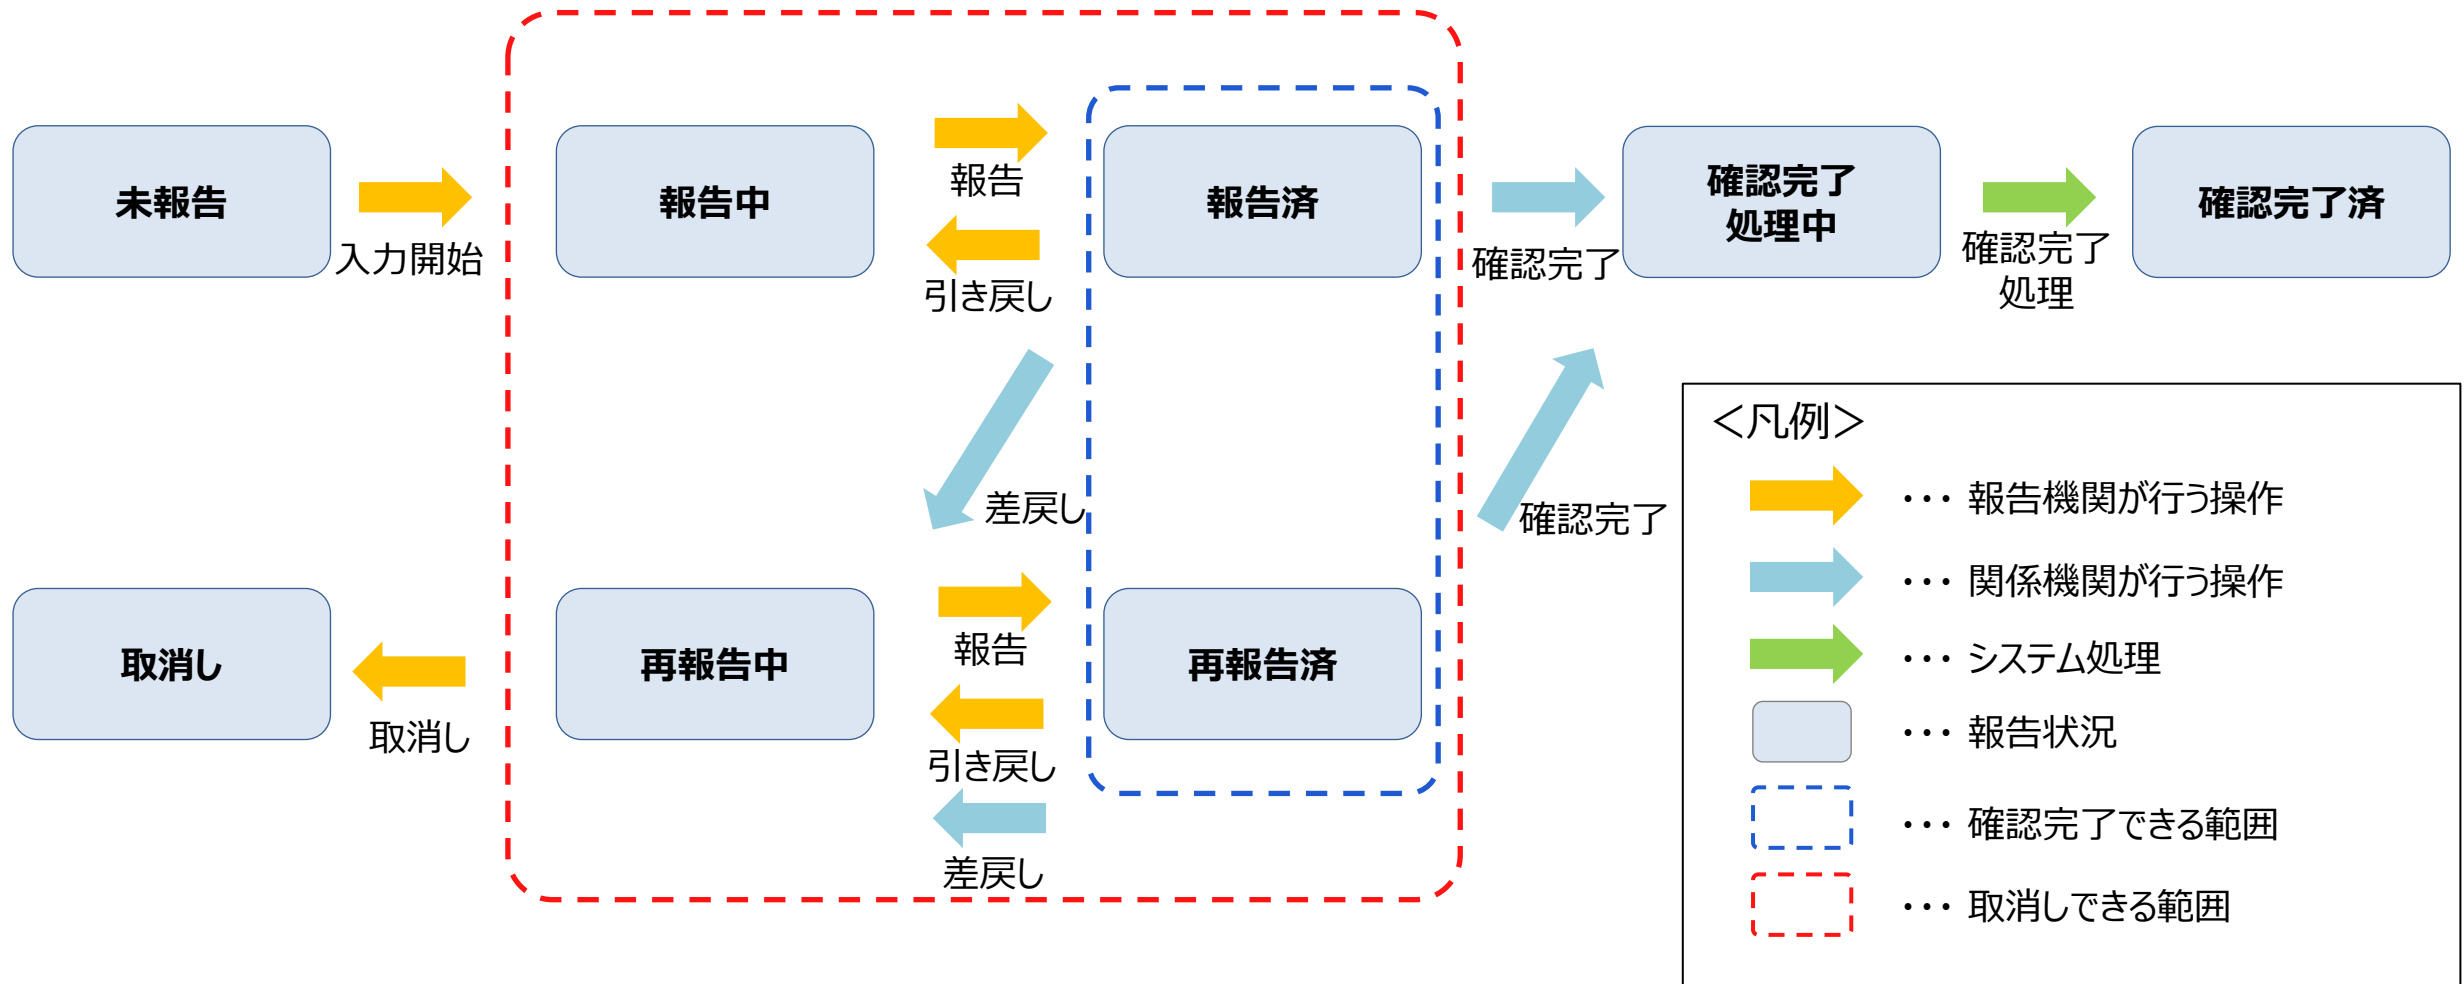 未報告
入力開始
報告中
報告
引き戻し
報告済
確認完了
確認完了
処理中
確認完了
処理
確認完了済
差戻し
確認完了
取消し
取消し
再報告中
報告
引き戻し
差戻し
再報告済
＜凡例＞
・・・ 報告機関が行う操作
・・・ 関係機関が行う操作
・・・ システム処理
・・・ 報告状況
・・・ 確認完了できる範囲
・・・ 取消しできる範囲